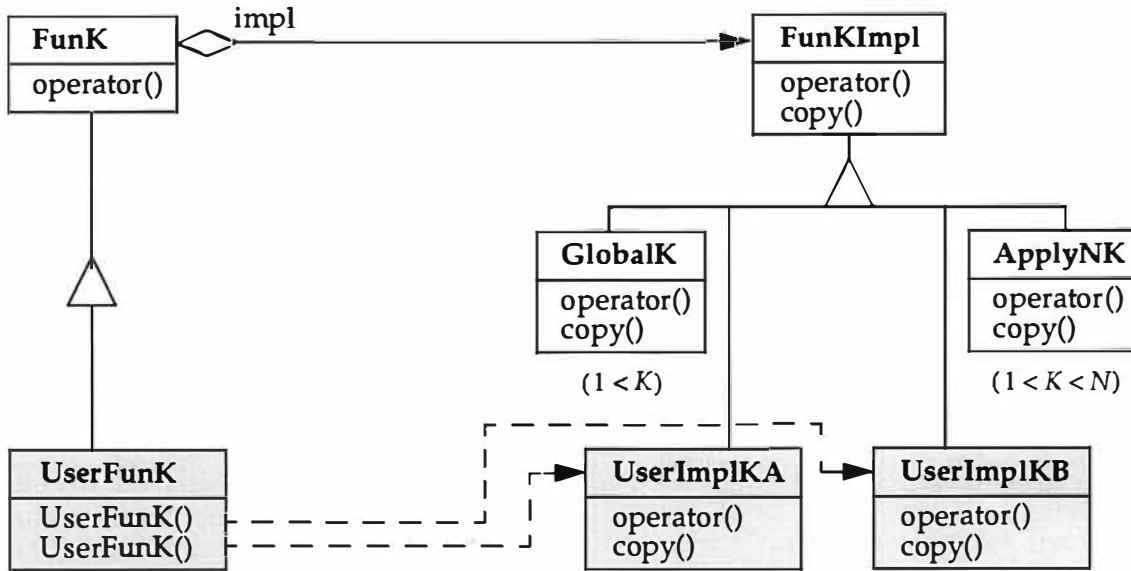 impl
FunK
operator()
FunKImpl
operator()
copy()
GlobalK
operator()
copy()
(1 < K)
ApplyNK
operator()
copy()
(1 < K < N)
UserFunK
UserFunK()
UserFunK()
UserImplKA
operator()
copy()
UserImplKB
operator()
copy()